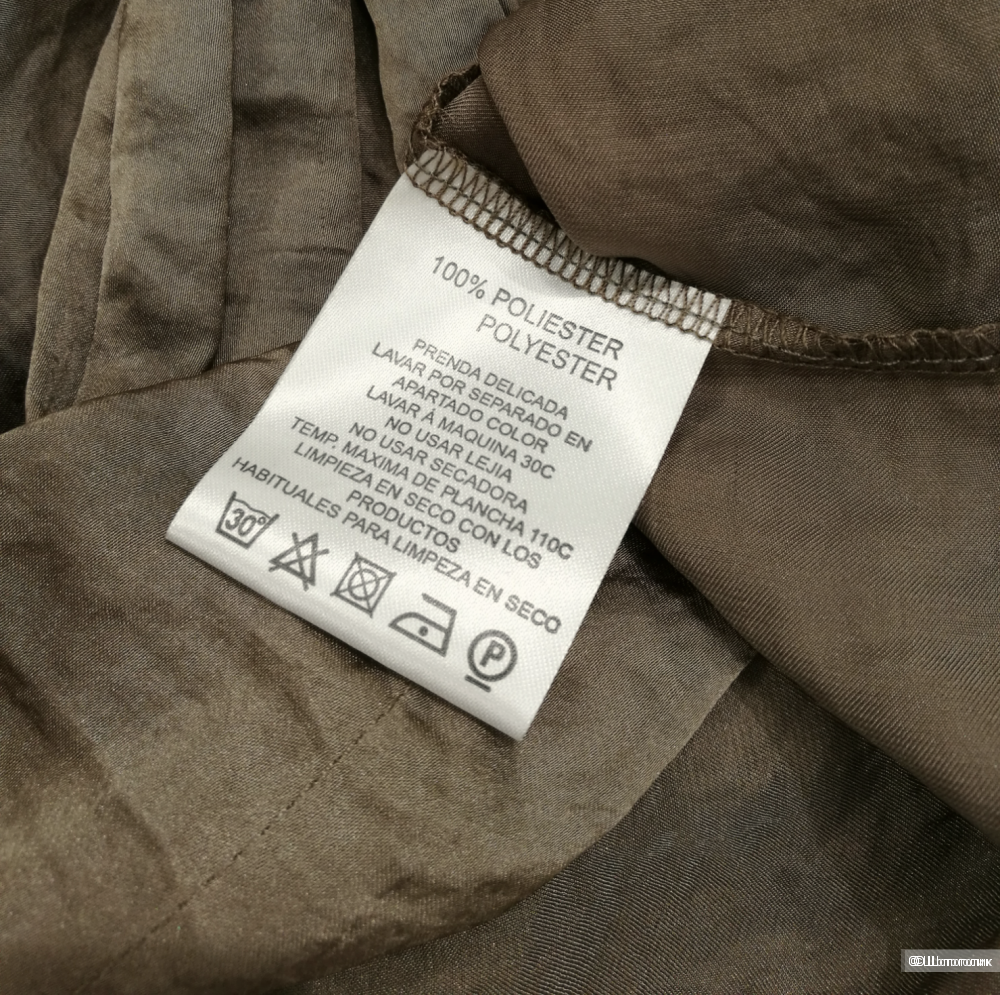 100% POLIESTER
POLYESTER
PRENDA DELICADA
LAVAR POR SEPARADO EN
APARTADO COLOR
LAVAR Á MAQUINA 30C
NO USAR LEJIA
NO USAR SECADORA
TEMP. MAXIMA DE PLANCHA 110C
LIMPIEZA EN SECO CON LOS
PRODUCTOS
HABITUALES PARA LIMPEZA EN SECO
30°
P